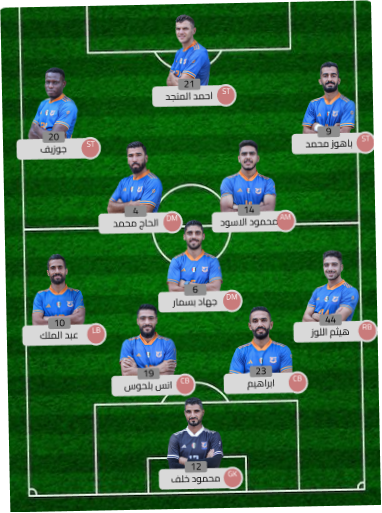 21
احمد المنجد
ST
20
جوزيف
ST
9
باهوز محمد
ST
4
الحاج محمد
DM
14
محمود الاسود
AM
6
جهاد بسمار
DM
10
عبد الملك
LB
44
هيثم اللوز
RB
19
انس بلحوس
CB
23
ابراهيم
CB
12
محمود خلف
GK